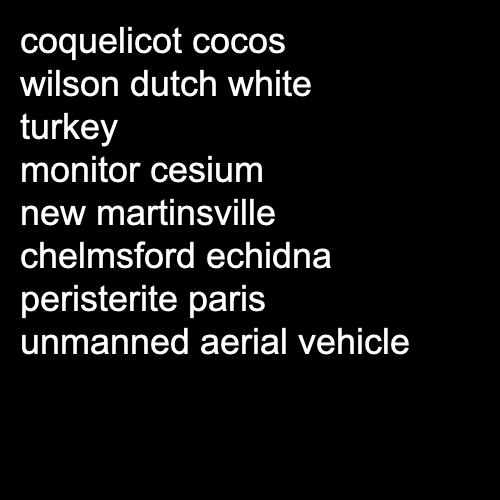 coquelicot cocos
wilson dutch white
turkey
monitor cesium
new martinsville
chelmsford echidna
peristerite paris
unmanned aerial vehicle